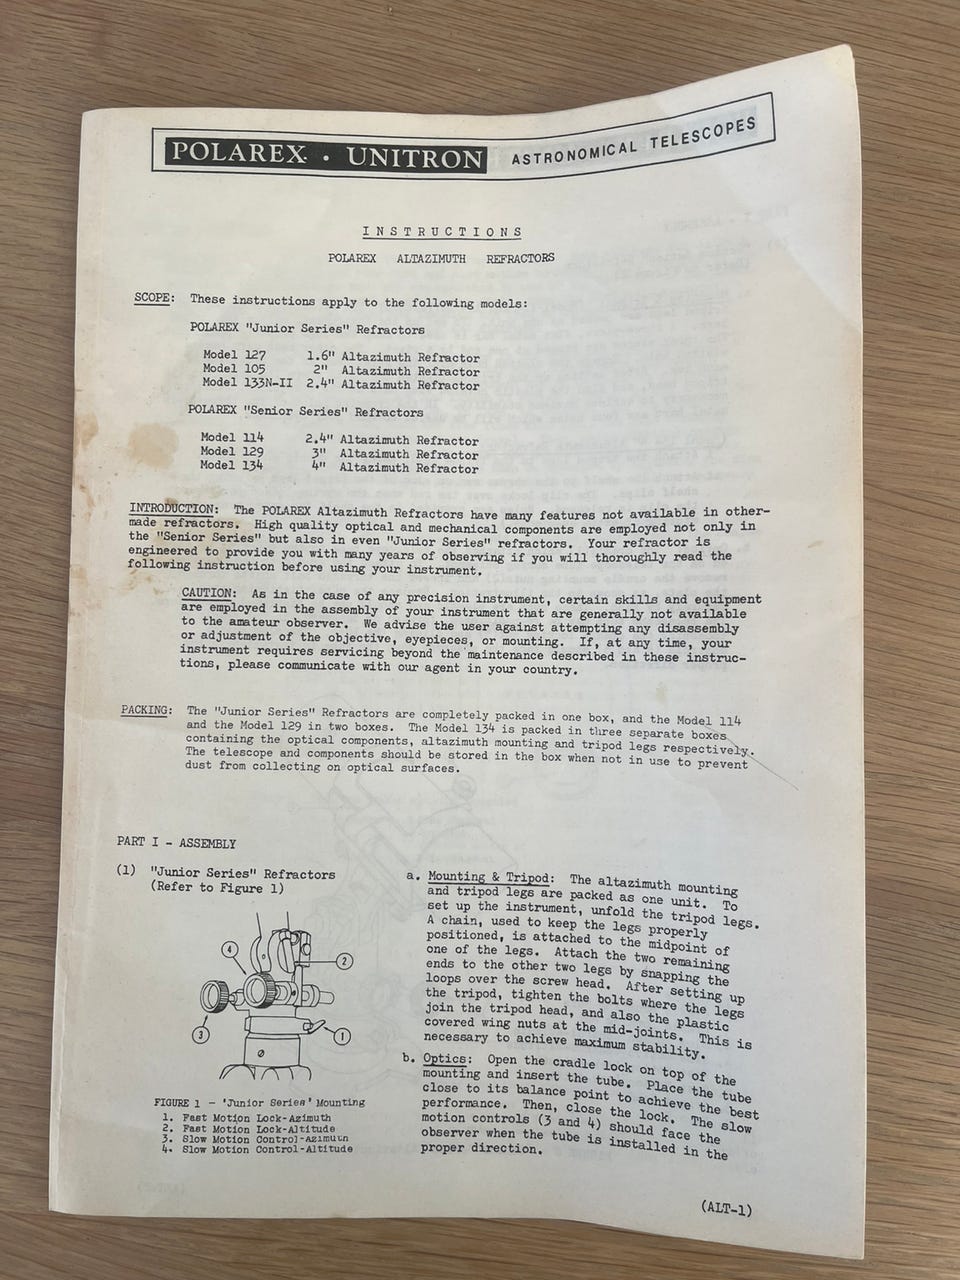 POLAREX · UNITRON ASTRONOMICAL TELESCOPES
INSTRUCTIONS
POLAREX ALTAZIMUTH REFRACTORS
SCOPE: These instructions apply to the following models:
POLAREX "Junior Series" Refractors
Model 127 1.6" Altazimuth Refractor
Model 105 2" Altazimuth Refractor
Model 133N-II 2.4" Altazimuth Refractor
POLAREX "Senior Series" Refractors
Model 114 2.4" Altazimuth Refractor
Model 129 3" Altazimuth Refractor
Model 134 4" Altazimuth Refractor
INTRODUCTION: The POLAREX Altazimuth Refractors have many features not available in other-
made refractors. High quality optical and mechanical components are employed not only in
the "Senior Series" but also in even "Junior Series" refractors. Your refractor is
engineered to provide you with many years of observing if you will thoroughly read the
following instruction before using your instrument.
CAUTION: As in the case of any precision instrument, certain skills and equipment
are employed in the assembly of your instrument that are generally not available
to the amateur observer. We advise the user against attempting any disassembly
or adjustment of the objective, eyepieces, or mounting. If, at any time, your
instrument requires servicing beyond the maintenance described in these instruc-
tions, please communicate with our agent in your country.
PACKING: The "Junior Series" Refractors are completely packed in one box, and the Model 114
and the Model 129 in two boxes. The Model 134 is packed in three separate boxes
containing the optical components, altazimuth mounting and tripod legs respectively.
The telescope and components should be stored in the box when not in use to prevent
dust from collecting on optical surfaces.
PART I - ASSEMBLY
(1) "Junior Series" Refractors
(Refer to Figure 1)
4
2
3
1
FIGURE 1 - 'Junior Series' Mounting
1. Fast Motion Lock-Azimuth
2. Fast Motion Lock-Altitude
3. Slow Motion Control-Azimuth
4. Slow Motion Control-Altitude
a. Mounting & Tripod: The altazimuth mounting
and tripod legs are packed as one unit. To
set up the instrument, unfold the tripod legs.
A chain, used to keep the legs properly
positioned, is attached to the midpoint of
one of the legs. Attach the two remaining
ends to the other two legs by snapping the
loops over the screw head. After setting up
the tripod, tighten the bolts where the legs
join the tripod head, and also the plastic
covered wing nuts at the mid-joints. This is
necessary to achieve maximum stability.
b. Optics: Open the cradle lock on top of the
mounting and insert the tube. Place the tube
close to its balance point to achieve the best
performance. Then, close the lock. The slow
motion controls (3 and 4) should face the
observer when the tube is installed in the
proper direction.
(ALT-1)